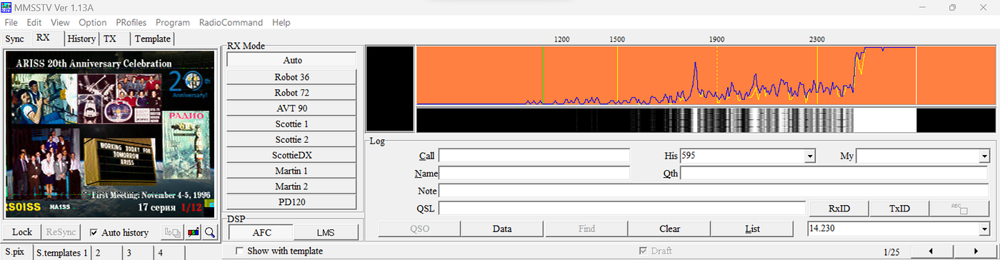 MMSSTV Ver 1.13A
File Edit View Option PRofiles Program RadioCommand Help
Sync RX History TX Template
ARISS 20th Anniversary Celebration
20th
Anniversary!
РАДИО
WORKING TODAY FOR
TOMORROW
ARISS
First Meeting: November 4-5, 1996
RS0ISS NA1SS
17 серия 1/12
Lock ReSync Auto history
S.pix S.templates 1 2 3 4
RX Mode
Auto
Robot 36
Robot 72
AVT 90
Scottie 1
Scottie 2
ScottieDX
Martin 1
Martin 2
PD120
DSP
AFC LMS
Show with template
1200 1500 1900 2300
Log
Call His 595 My
Name Qth
Note
QSL RxID TxID ABC
QSO Data Find Clear List 14.230
Draft 1/25